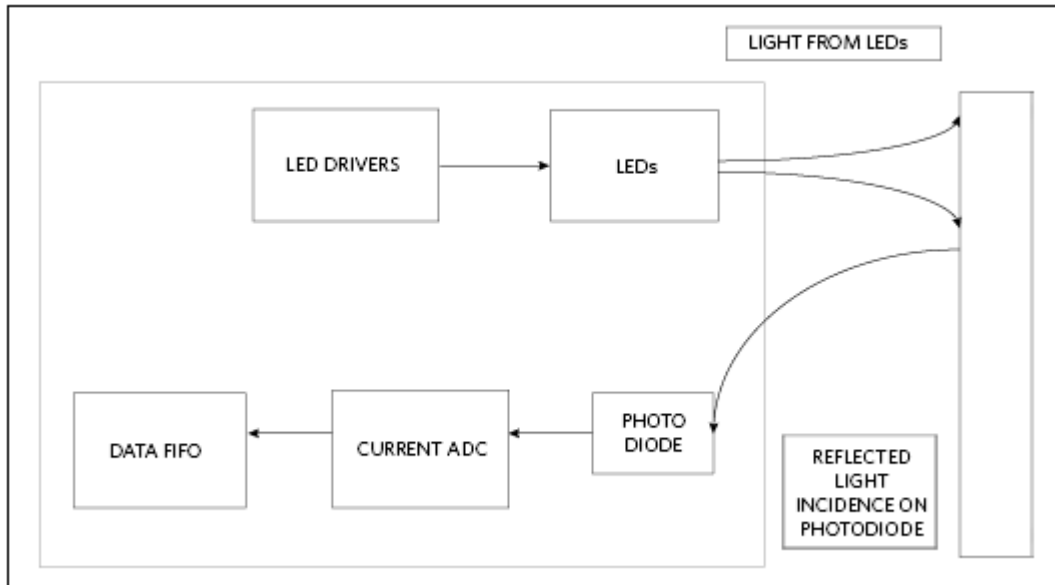 LIGHT FROM LEDs
LED DRIVERS
LEDs
DATA FIFO
CURRENT ADC
PHOTO
DIODE
REFLECTED
LIGHT
INCIDENCE ON
PHOTODIODE